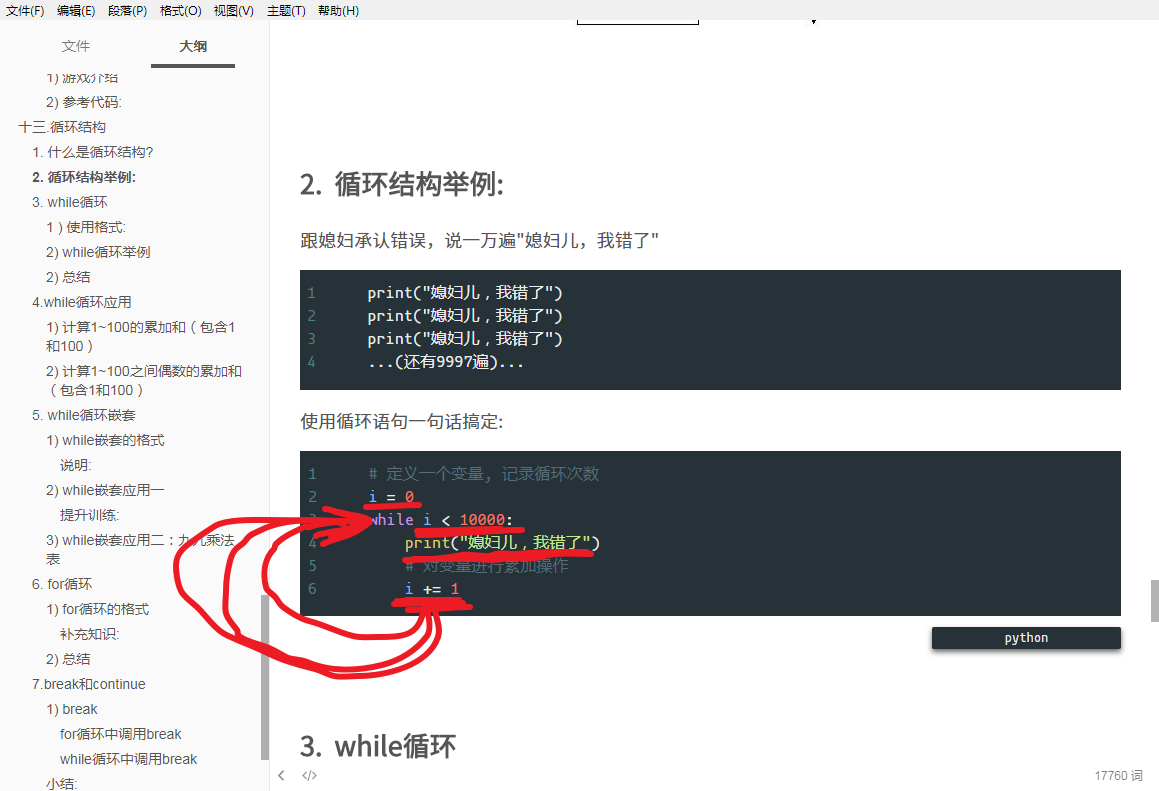 文件(F) 编辑(E) 段落(P) 格式(O) 视图(V) 主题(T) 帮助(H)
文件 大纲
1) 游戏介绍
2) 参考代码:
十三.循环结构
1. 什么是循环结构?
2. 循环结构举例:
3. while循环
1 ) 使用格式:
2) while循环举例
2) 总结
4.while循环应用
1) 计算1~100的累加和（包含1
和100）
2) 计算1~100之间偶数的累加和
（包含1和100）
5. while循环嵌套
1) while嵌套的格式
说明:
2) while嵌套应用一
提升训练:
3) while嵌套应用二：九九乘法
表
6. for循环
1) for循环的格式
补充知识:
2) 总结
7.break和continue
1) break
for循环中调用break
while循环中调用break
小结:
2. 循环结构举例:
跟媳妇承认错误，说一万遍"媳妇儿，我错了"
1 print("媳妇儿，我错了")
2 print("媳妇儿，我错了")
3 print("媳妇儿，我错了")
4 ...(还有9997遍)...
使用循环语句一句话搞定:
1 # 定义一个变量，记录循环次数
2 i = 0
3 while i < 10000:
4 print("媳妇儿，我错了")
5 # 对变量进行累加操作
6 i += 1
python
3. while循环
17760 词